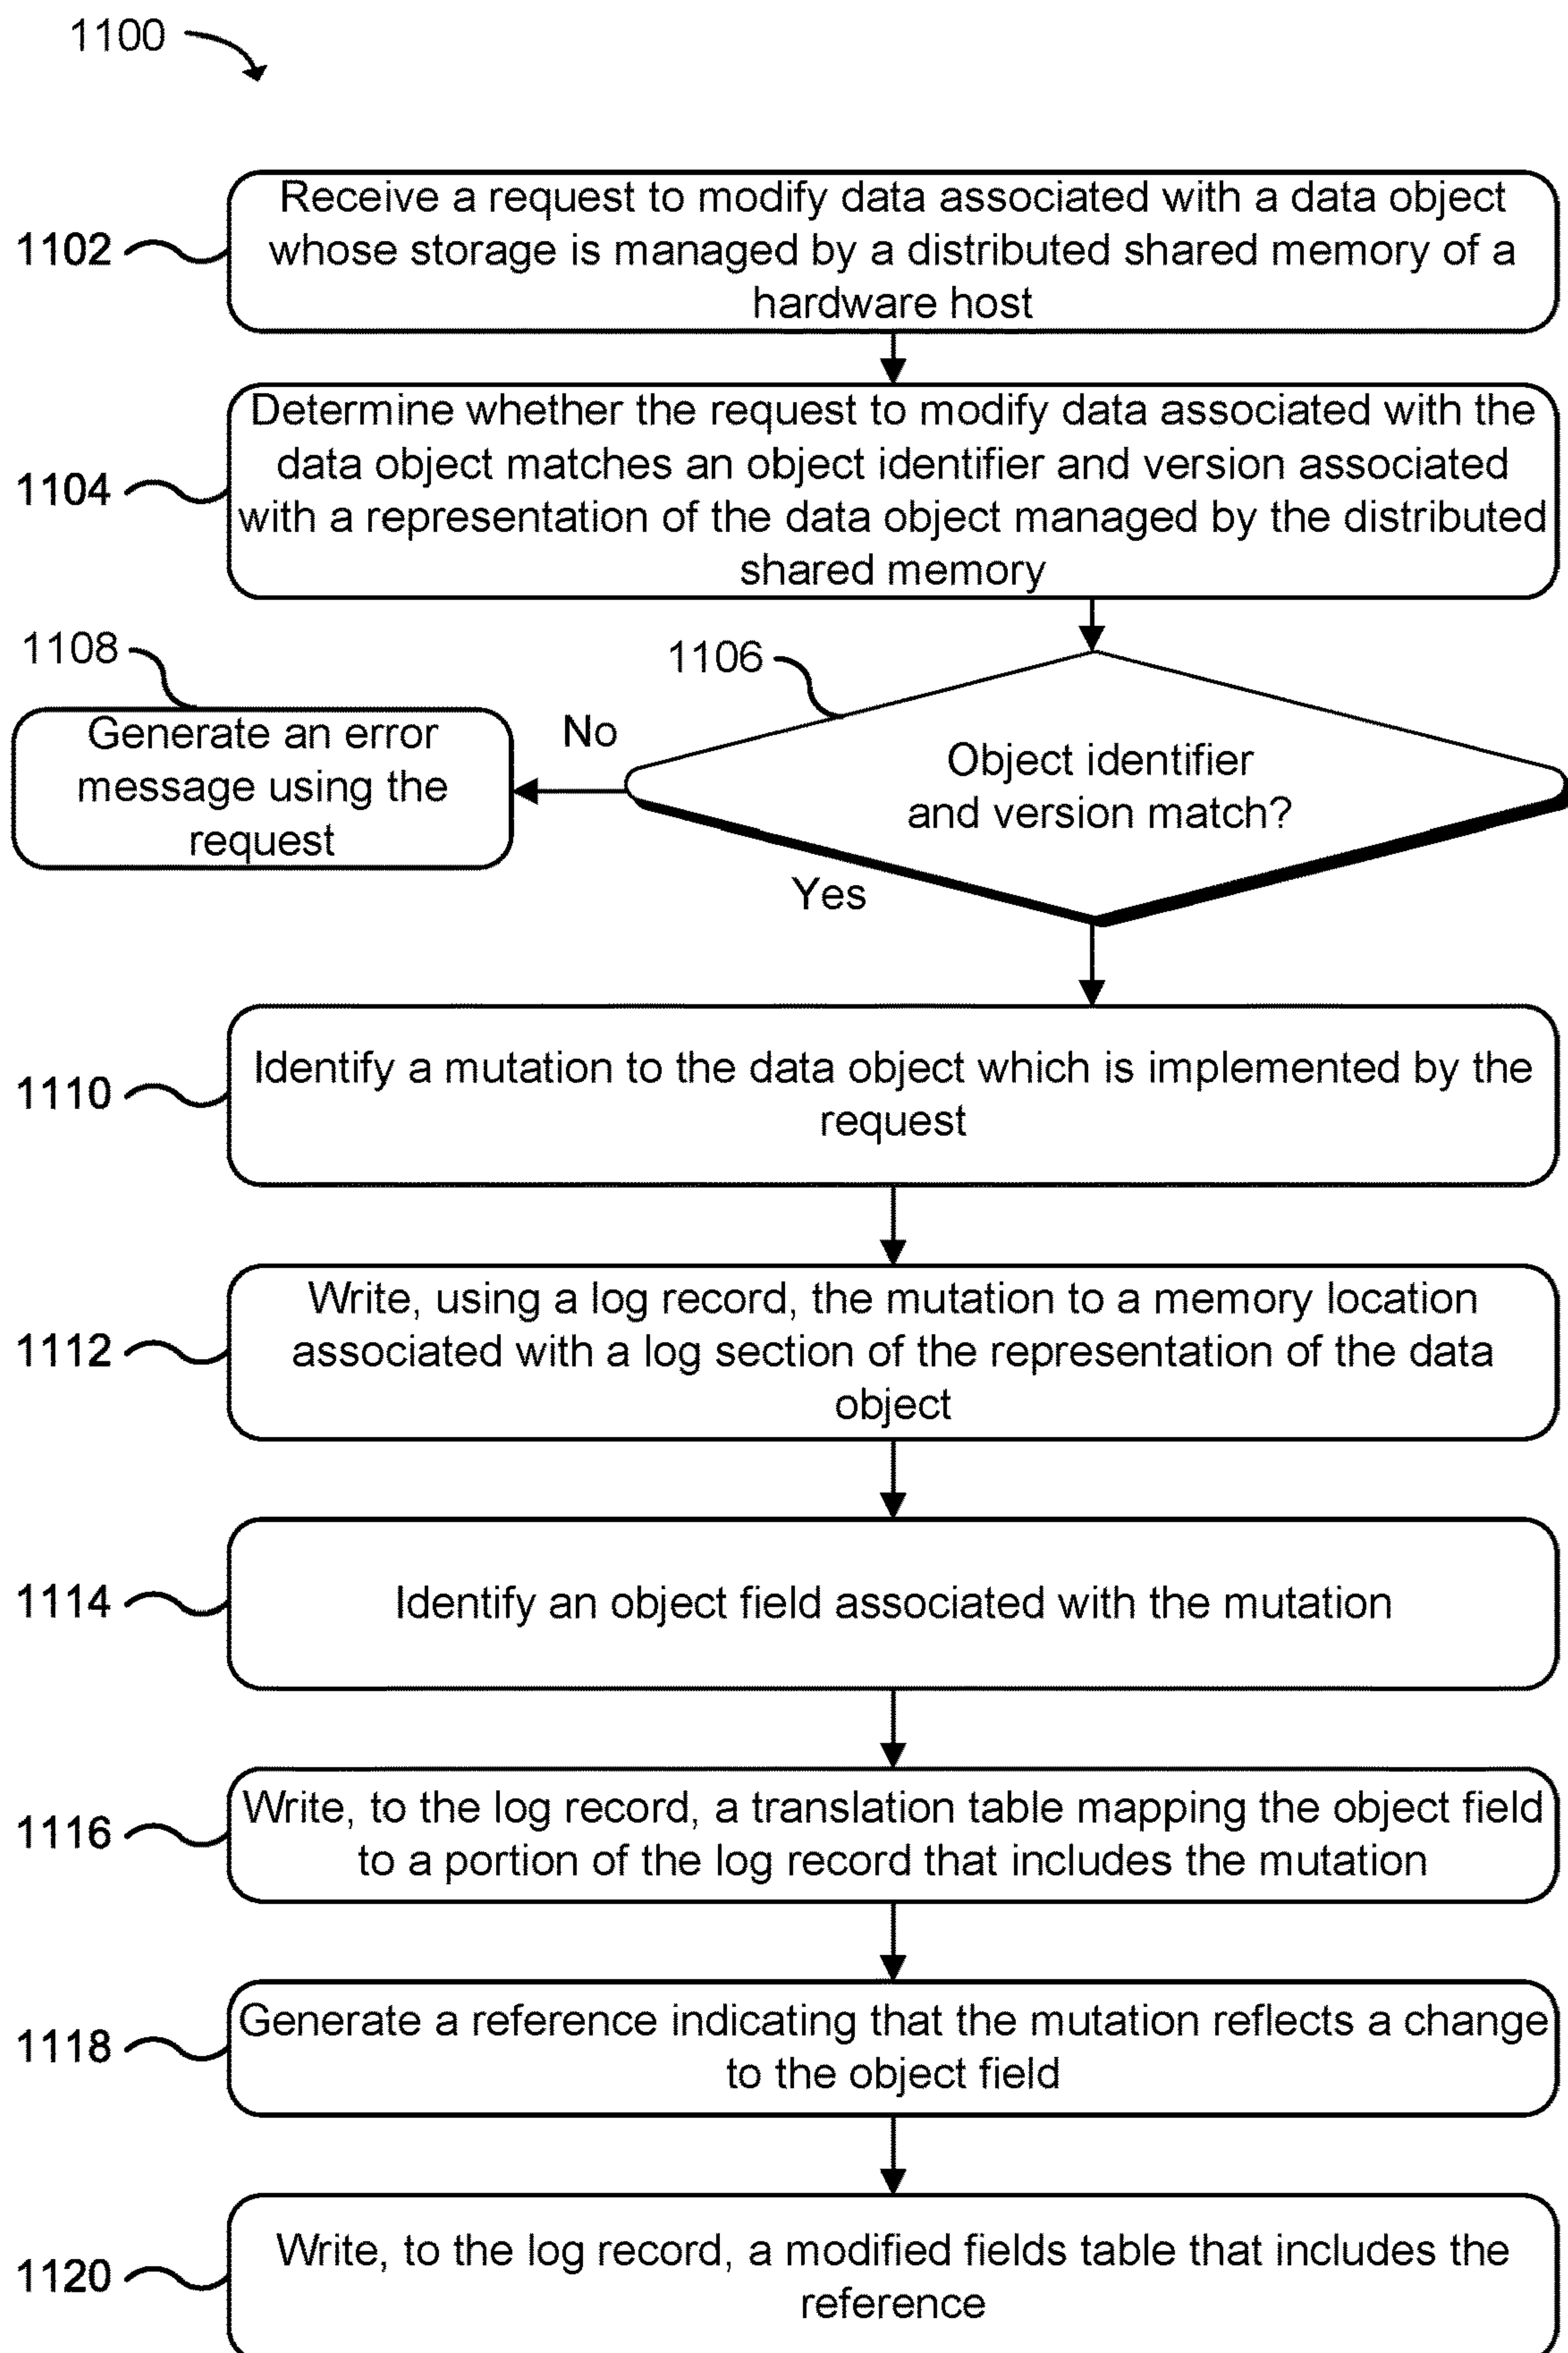 1100
Receive a request to modify data associated with a data object
whose storage is managed by a distributed shared memory of a
hardware host
1102
Determine whether the request to modify data associated with the
data object matches an object identifier and version associated
with a representation of the data object managed by the distributed
shared memory
1104
1108
1106
Generate an error
message using the
request
No
Object identifier
and version match?
Yes
Identify a mutation to the data object which is implemented by the
request
1110
Write, using a log record, the mutation to a memory location
associated with a log section of the representation of the data
object
1112
Identify an object field associated with the mutation
1114
Write, to the log record, a translation table mapping the object field
to a portion of the log record that includes the mutation
1116
Generate a reference indicating that the mutation reflects a change
to the object field
1118
Write, to the log record, a modified fields table that includes the
reference
1120